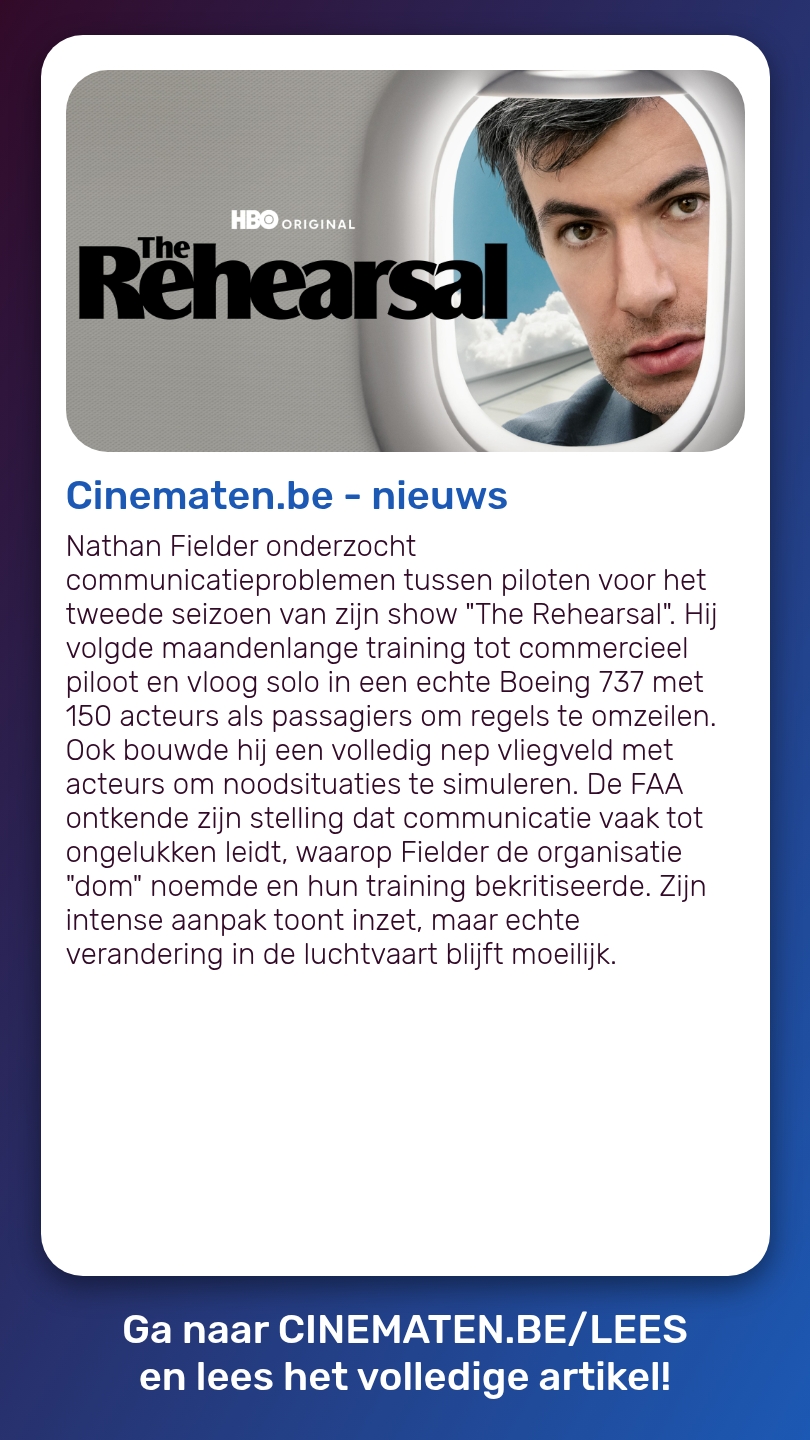 HBO ORIGINAL
The
Rehearsal
Cinematen.be - nieuws
Nathan Fielder onderzocht
communicatieproblemen tussen piloten voor het
tweede seizoen van zijn show "The Rehearsal". Hij
volgde maandenlange training tot commercieel
piloot en vloog solo in een echte Boeing 737 met
150 acteurs als passagiers om regels te omzeilen.
Ook bouwde hij een volledig nep vliegveld met
acteurs om noodsituaties te simuleren. De FAA
ontkende zijn stelling dat communicatie vaak tot
ongelukken leidt, waarop Fielder de organisatie
"dom" noemde en hun training bekritiseerde. Zijn
intense aanpak toont inzet, maar echte
verandering in de luchtvaart blijft moeilijk.
Ga naar CINEMATEN.BE/LEES
en lees het volledige artikel!